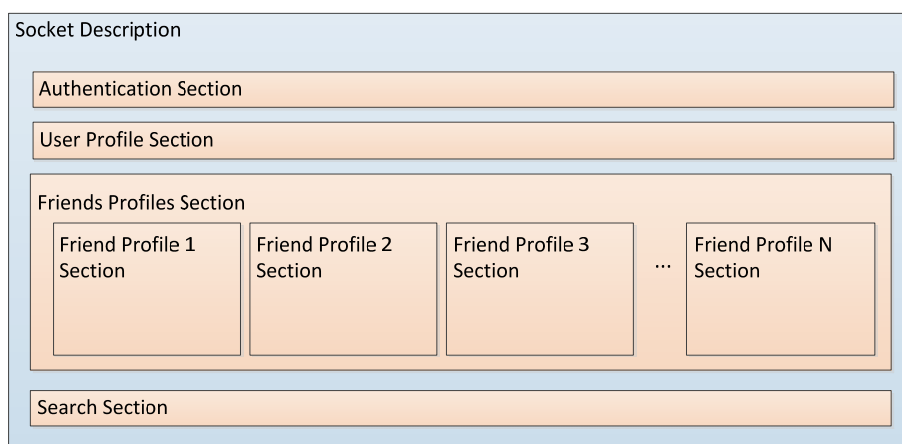 Socket Description
Authentication Section
User Profile Section
Friends Profiles Section
Friend Profile 1
Section
Friend Profile 2
Section
Friend Profile 3
Section
...
Friend Profile N
Section
Search Section